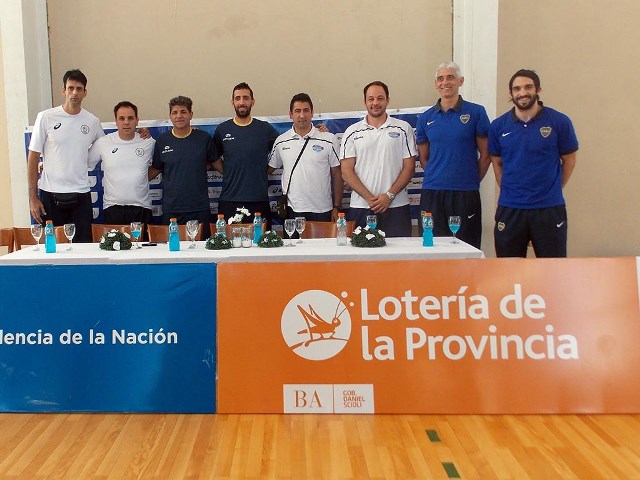 dencia de la Nación
Lotería de
la Provincia
BA
GOB.
DANIEL
SCIOLI